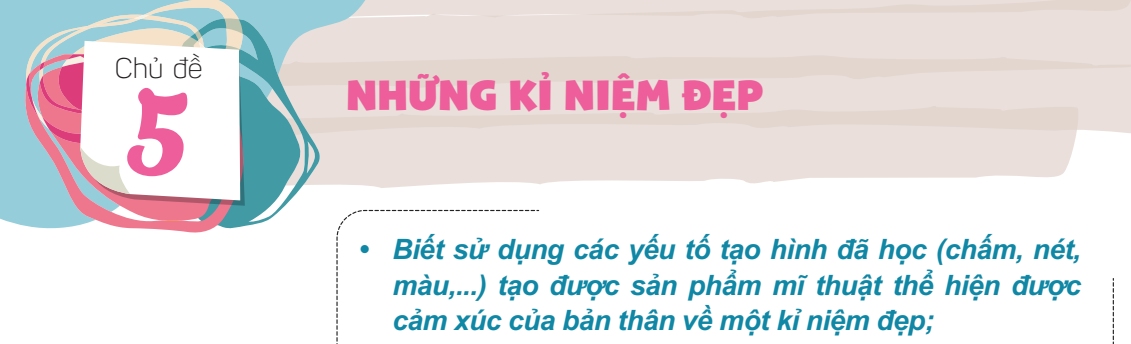 Chủ đề
5
NHỮNG KỈ NIỆM ĐẸP
• Biết sử dụng các yếu tố tạo hình đã học (chấm, nét,
màu,...) tạo được sản phẩm mĩ thuật thể hiện được
cảm xúc của bản thân về một kỉ niệm đẹp;